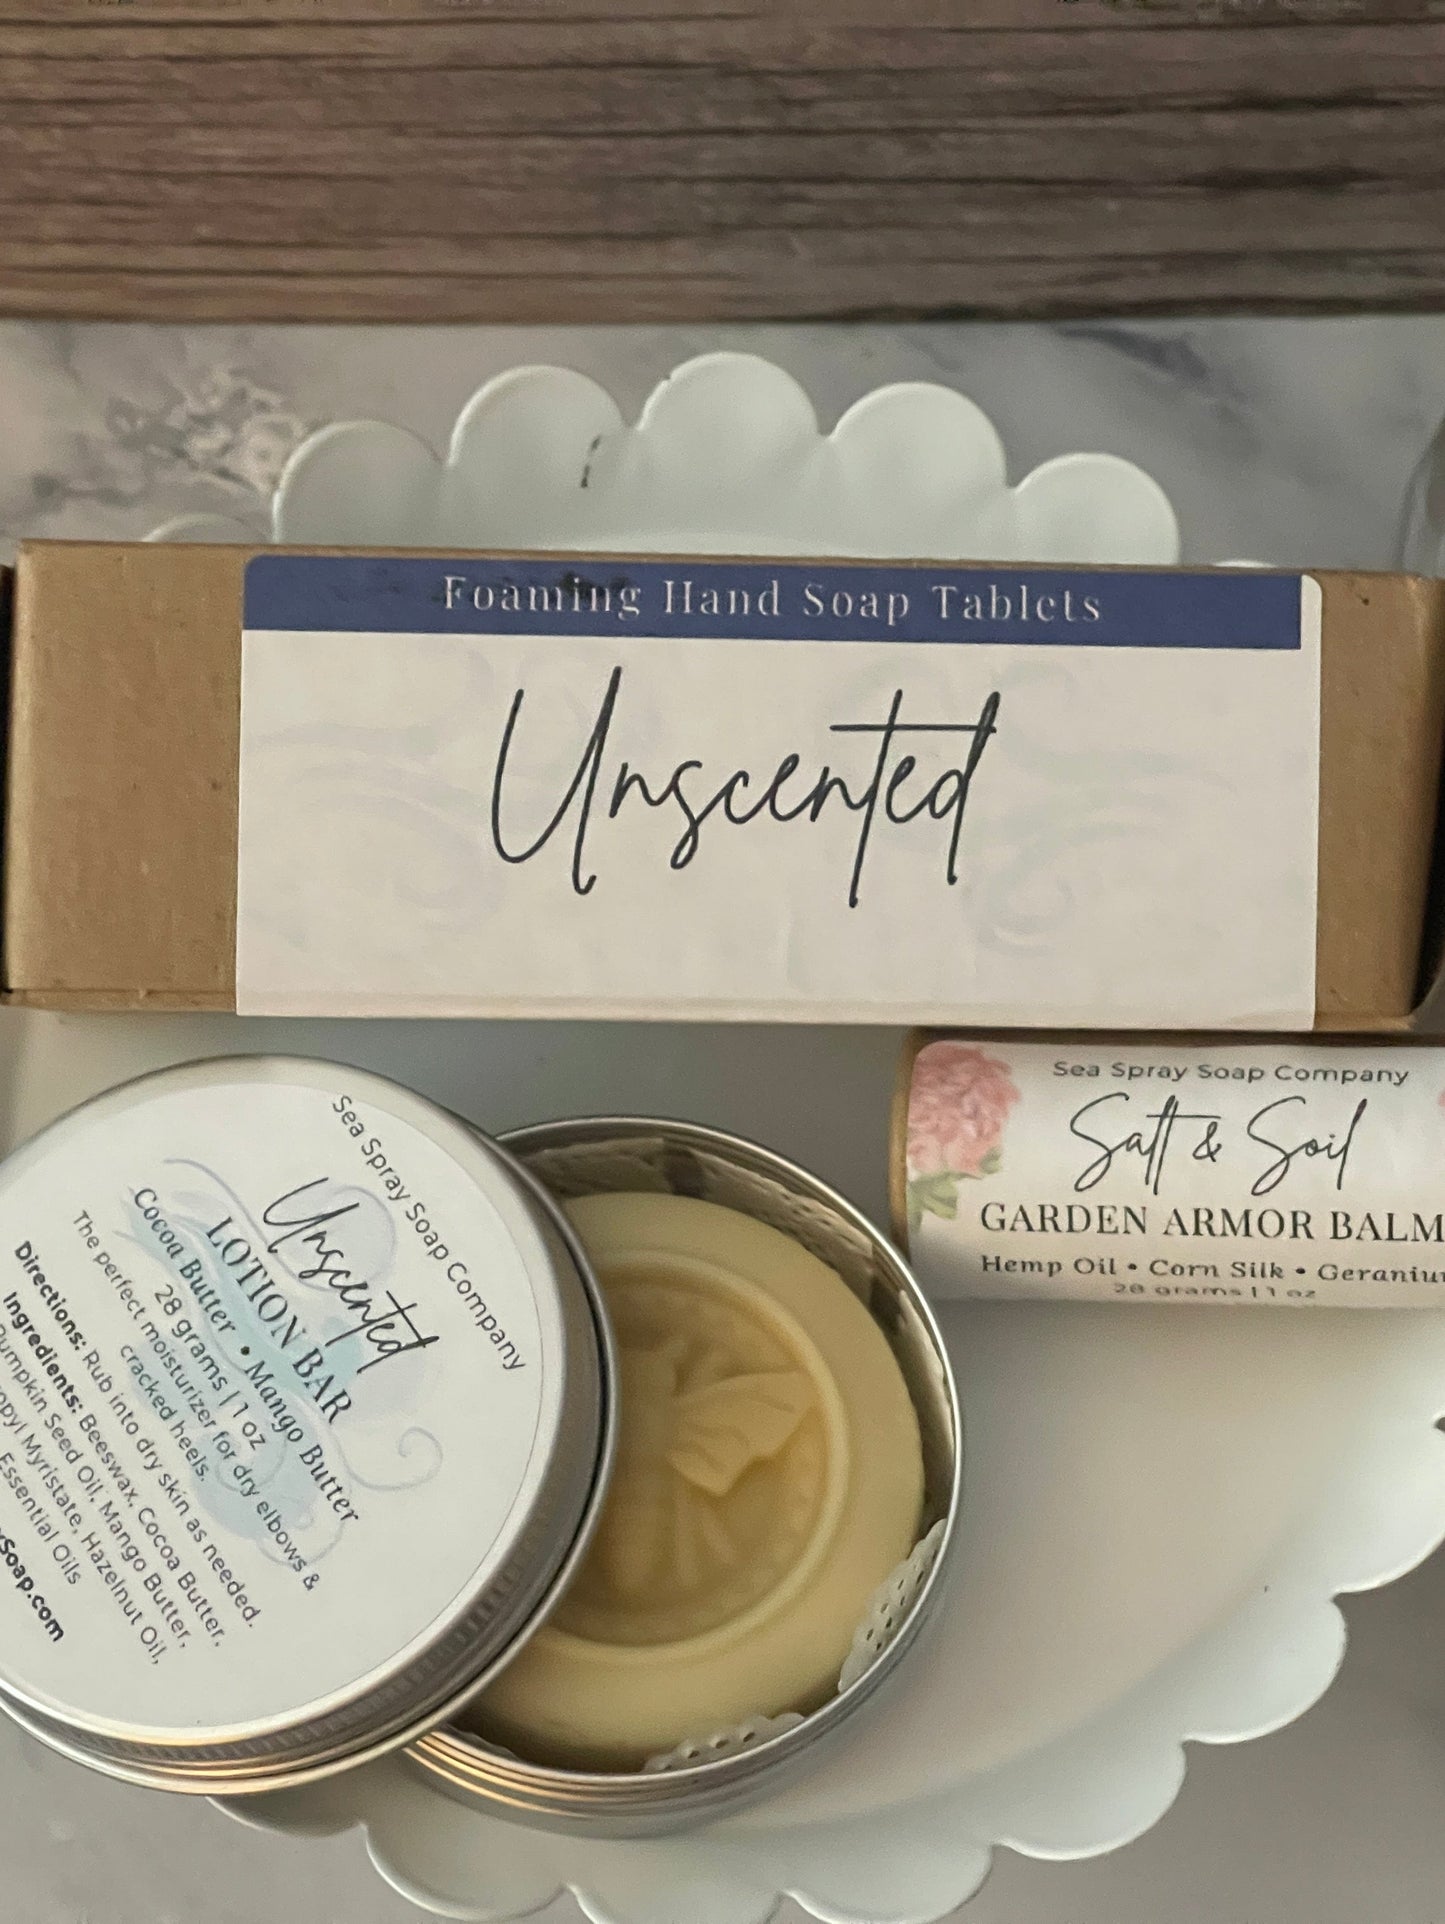 Foaming Hand Soap Tablets
Unscented
Sea Spray Soap Company
Salt & Soil
GARDEN ARMOR BALM
Hemp Oil • Corn Silk •
28 grams | 1 oz
Sea Spray Soap Company
Unscented
LOTION BAR
Cocoa Butter • Mango Butter
28 grams | 1 oz
The perfect moisturizer for dry elbows &
cracked heels.
Directions: Rub into dry skin as needed.
Ingredients: Beeswax, Cocoa Butter,
Pumpkin Seed Oil, Mango Butter,
Myristate, Hazelnut Oil,
Essential Oils
Soap.com